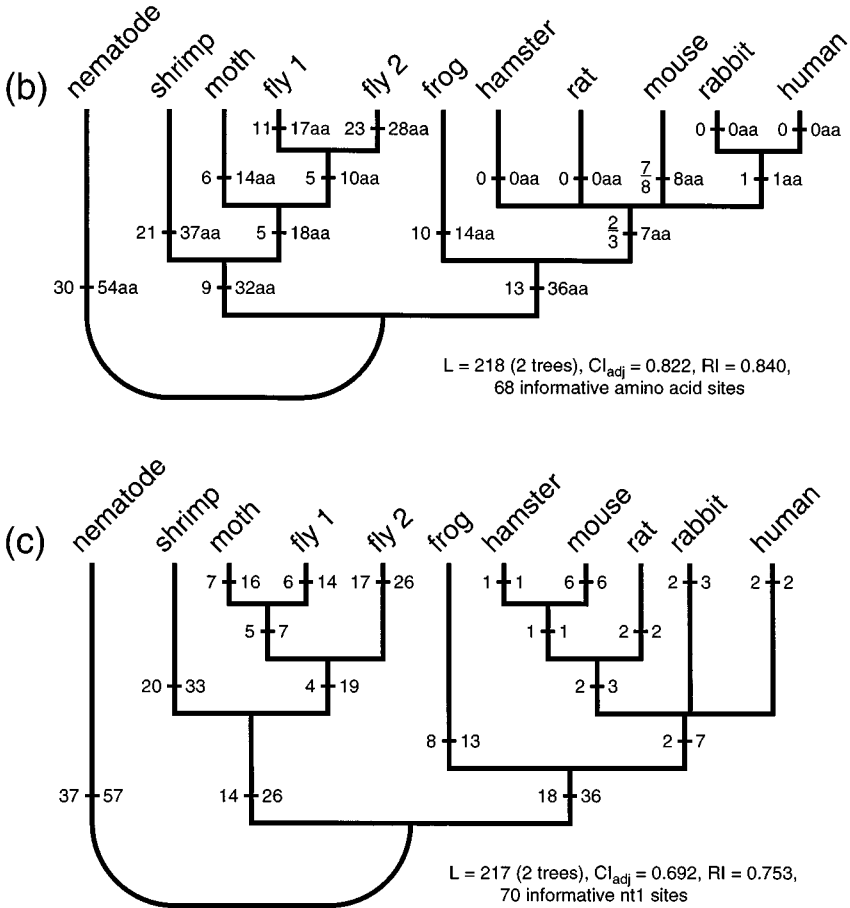 (b)
nematode shrimp moth fly 1 fly 2 frog hamster rat mouse rabbit human
11 17aa 23 28aa 0 0aa 0 0aa
6 14aa 5 10aa 0 0aa 0 0aa 7/8 8aa 1 1aa
21 37aa 5 18aa 10 14aa 2/3 7aa
30 54aa 9 32aa 13 36aa
L = 218 (2 trees), CIadj = 0.822, RI = 0.840,
68 informative amino acid sites
(c)
nematode shrimp moth fly 1 fly 2 frog hamster mouse rat rabbit human
7 16 6 14 17 26 1 1 6 6 2 3 2 2
5 7 1 1 2 2
20 33 4 19 2 3
8 13 2 7
37 57 14 26 18 36
L = 217 (2 trees), CIadj = 0.692, RI = 0.753,
70 informative nt1 sites